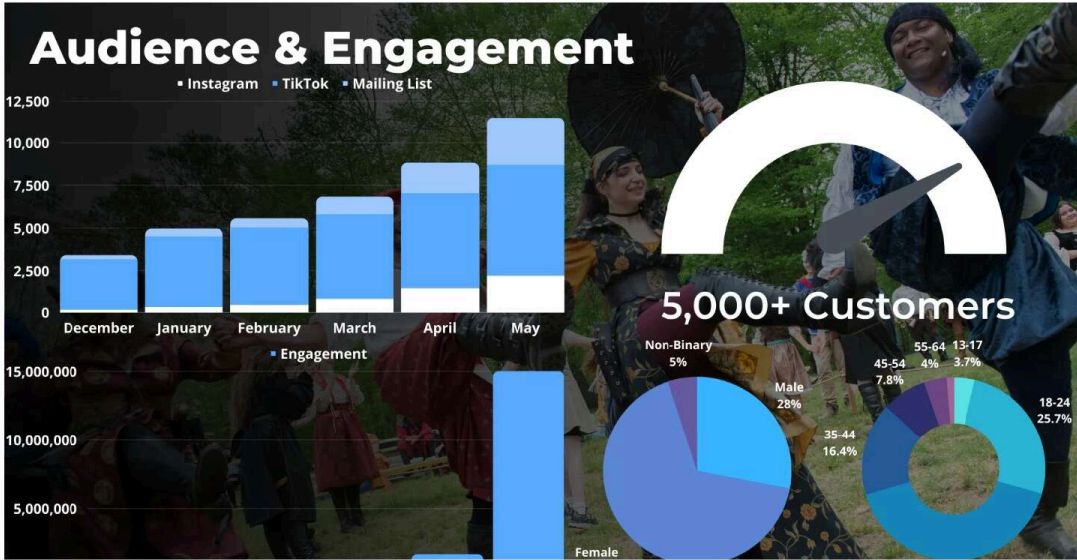 Audience & Engagement
Instagram TikTok Mailing List
12,500
10,000
7,500
5,000
2,500
0
December January February March April May
Engagement
15,000,000
10,000,000
5,000,000
5,000+ Customers
Non-Binary
5%
Male
28%
Female
55-64
4%
13-17
3.7%
45-54
7.8%
18-24
25.7%
35-44
16.4%